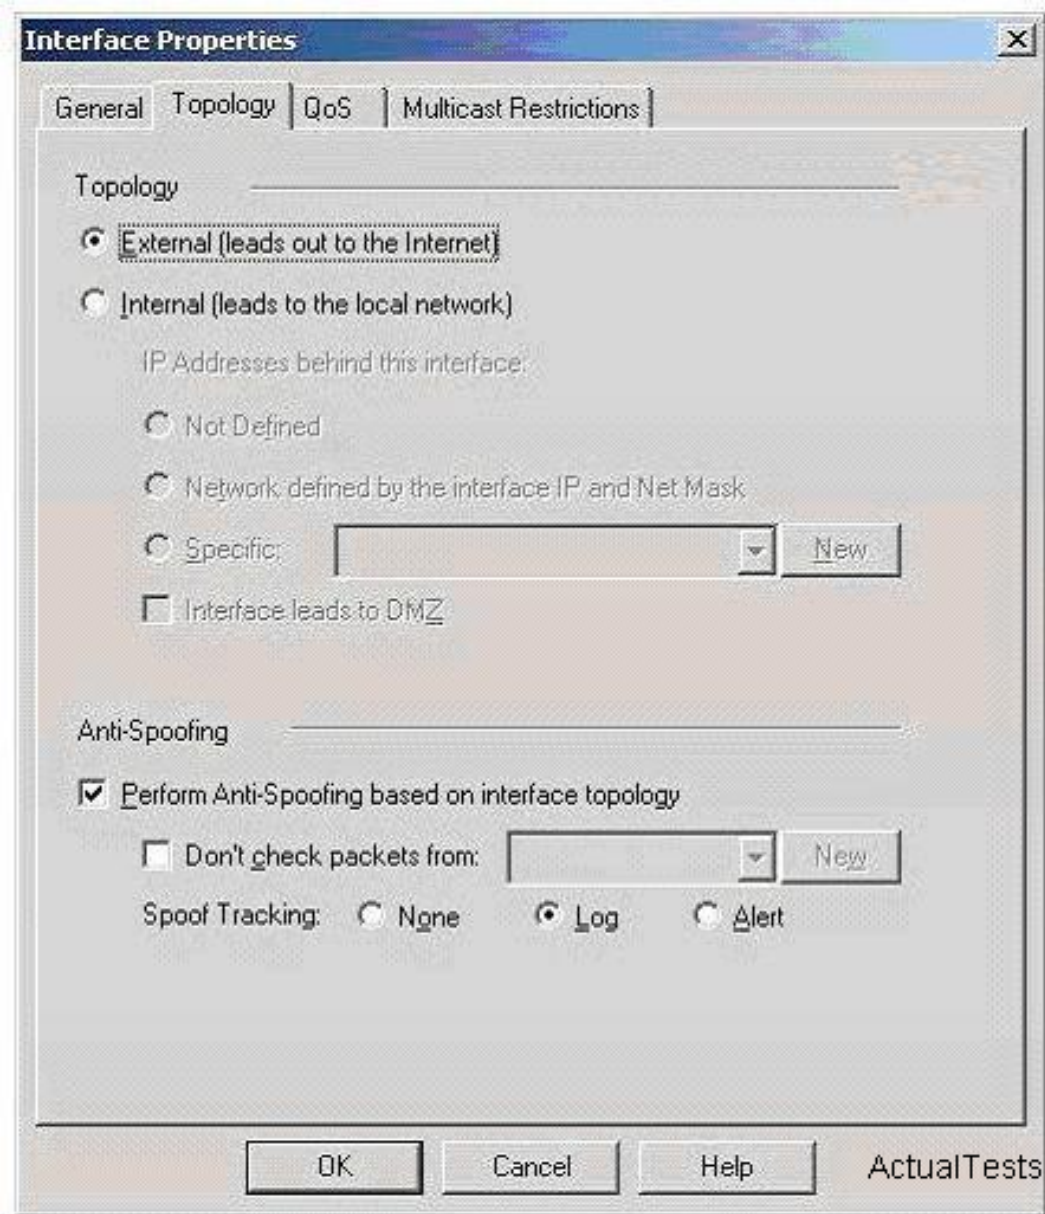 Interface Properties
General Topology QoS Multicast Restrictions
Topology
External (leads out to the Internet)
Internal (leads to the local network)
IP Addresses behind this interface:
Not Defined
Network defined by the interface IP and Net Mask
Specific: New
Interface leads to DMZ
Anti-Spoofing
Perform Anti-Spoofing based on interface topology
Don't check packets from: New
Spoof Tracking: None Log Alert
OK Cancel Help ActualTests